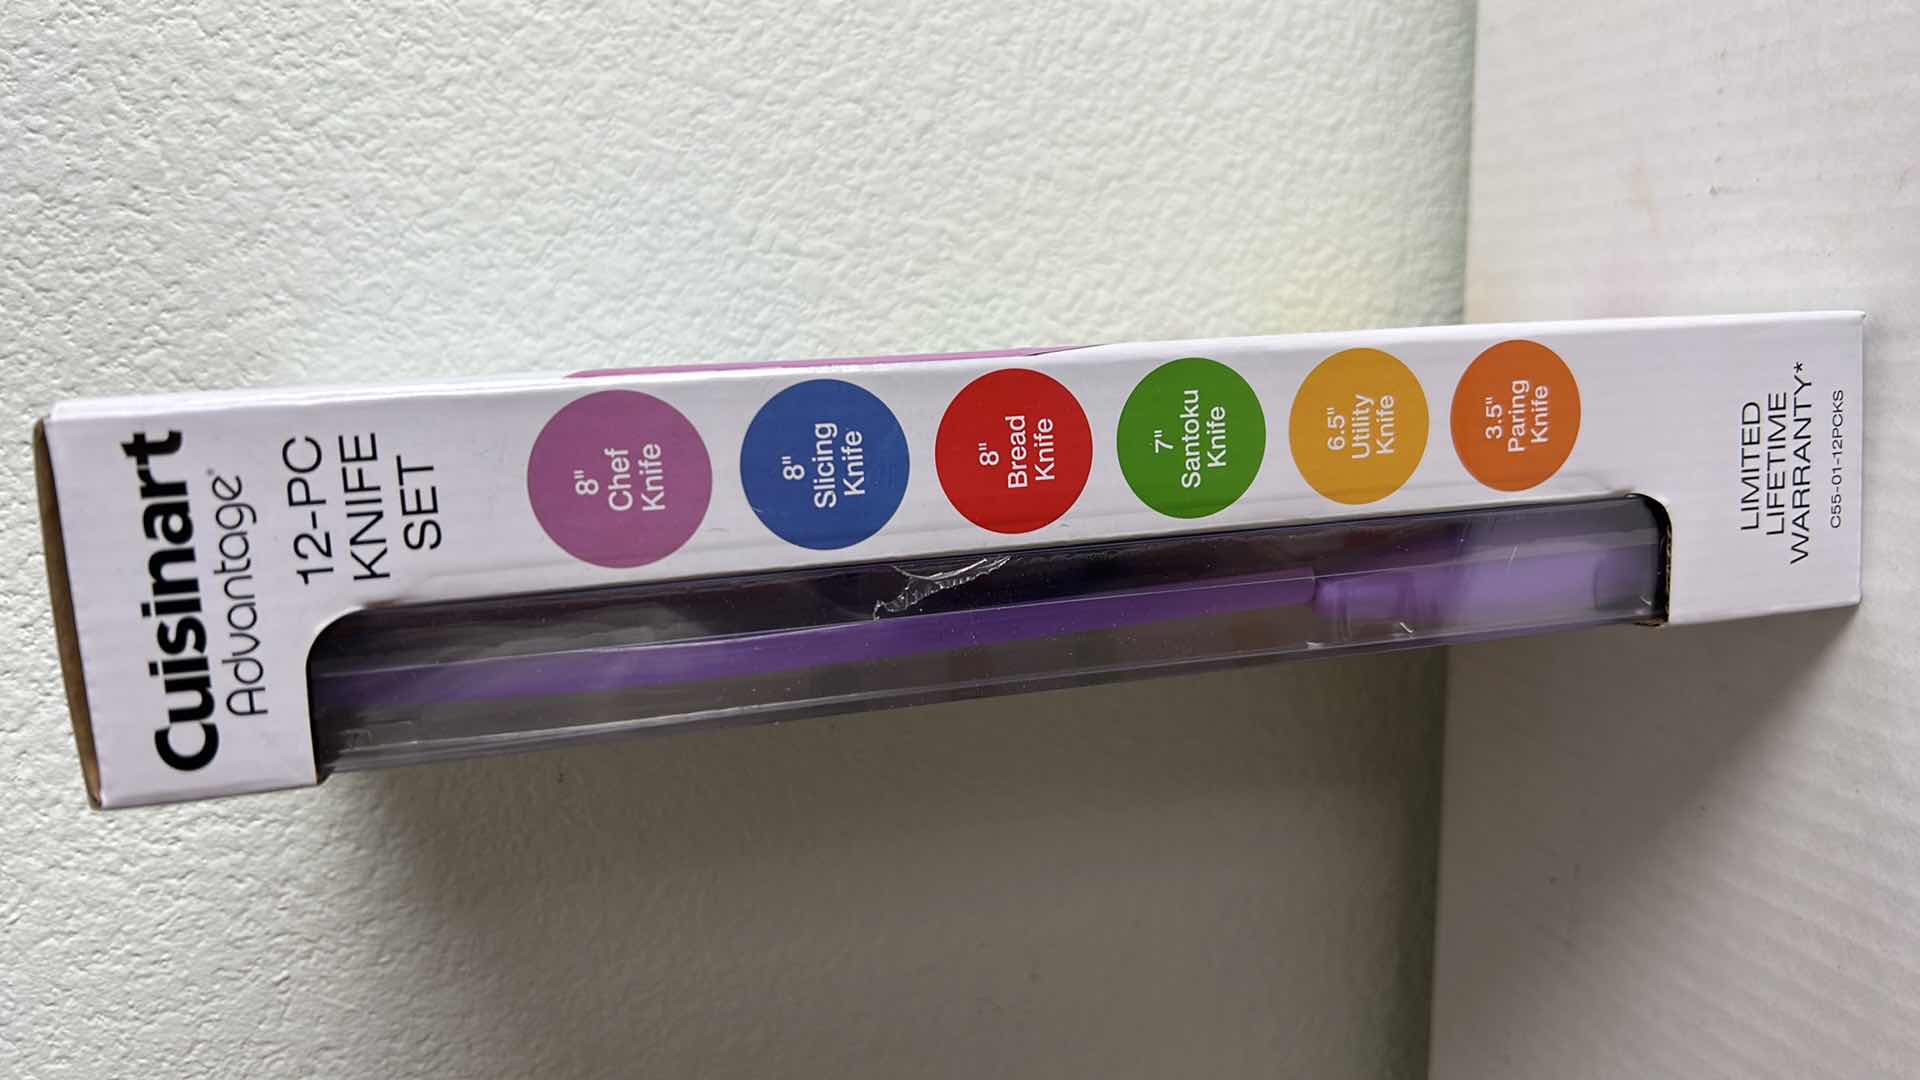 Cuisinart
Advantage®
12-PC
KNIFE
SET
8"
Chef
Knife
8"
Slicing
Knife
8"
Bread
Knife
7"
Santoku
Knife
6.5"
Utility
Knife
3.5"
Paring
Knife
LIMITED
LIFETIME
WARRANTY*
C55-01-12PCKS